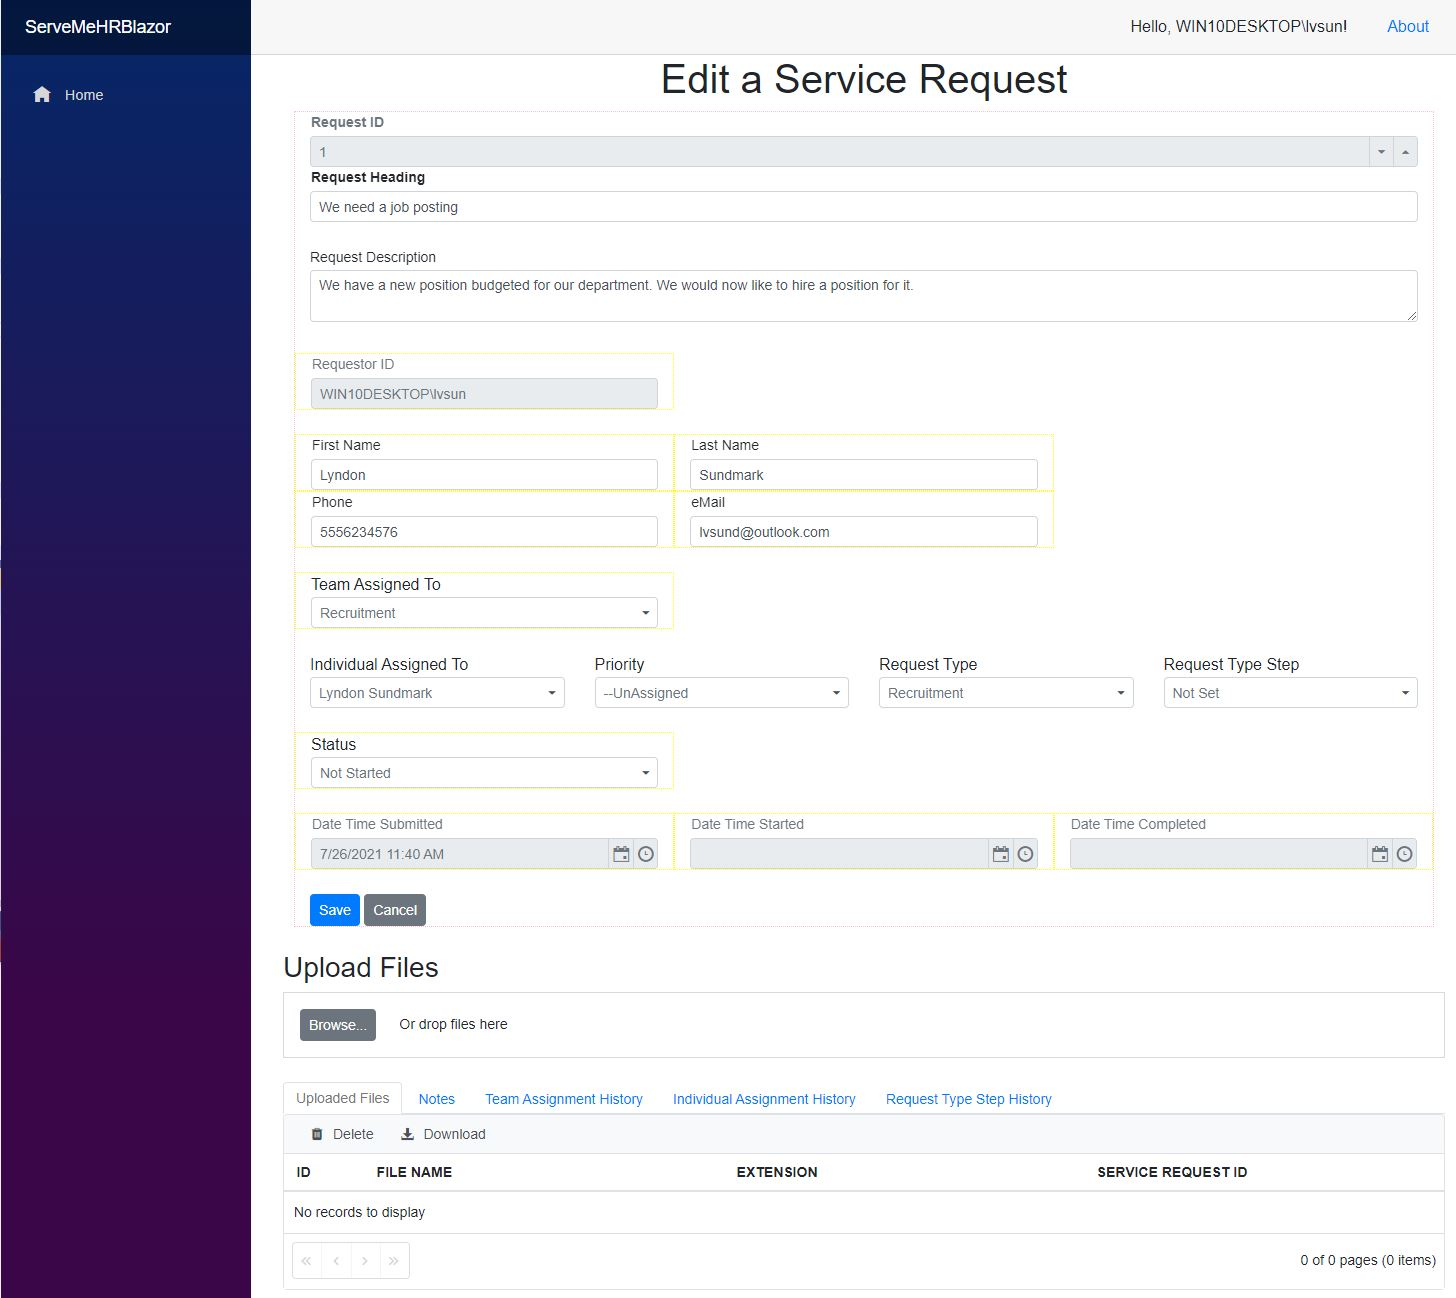 ServeMeHRBlazor
Hello, WIN10DESKTOP\lvsun! About
Home
Edit a Service Request
Request ID
1
Request Heading
We need a job posting
Request Description
We have a new position budgeted for our department. We would now like to hire a position for it.
Requestor ID
WIN10DESKTOP\lvsun
First Name Last Name
Lyndon Sundmark
Phone eMail
5556234576 lvsund@outlook.com
Team Assigned To
Recruitment
Individual Assigned To Priority Request Type Request Type Step
Lyndon Sundmark --UnAssigned Recruitment Not Set
Status
Not Started
Date Time Submitted Date Time Started Date Time Completed
7/26/2021 11:40 AM
Save Cancel
Upload Files
Browse... Or drop files here
Uploaded Files Notes Team Assignment History Individual Assignment History Request Type Step History
Delete Download
ID FILE NAME EXTENSION SERVICE REQUEST ID
No records to display
0 of 0 pages (0 items)